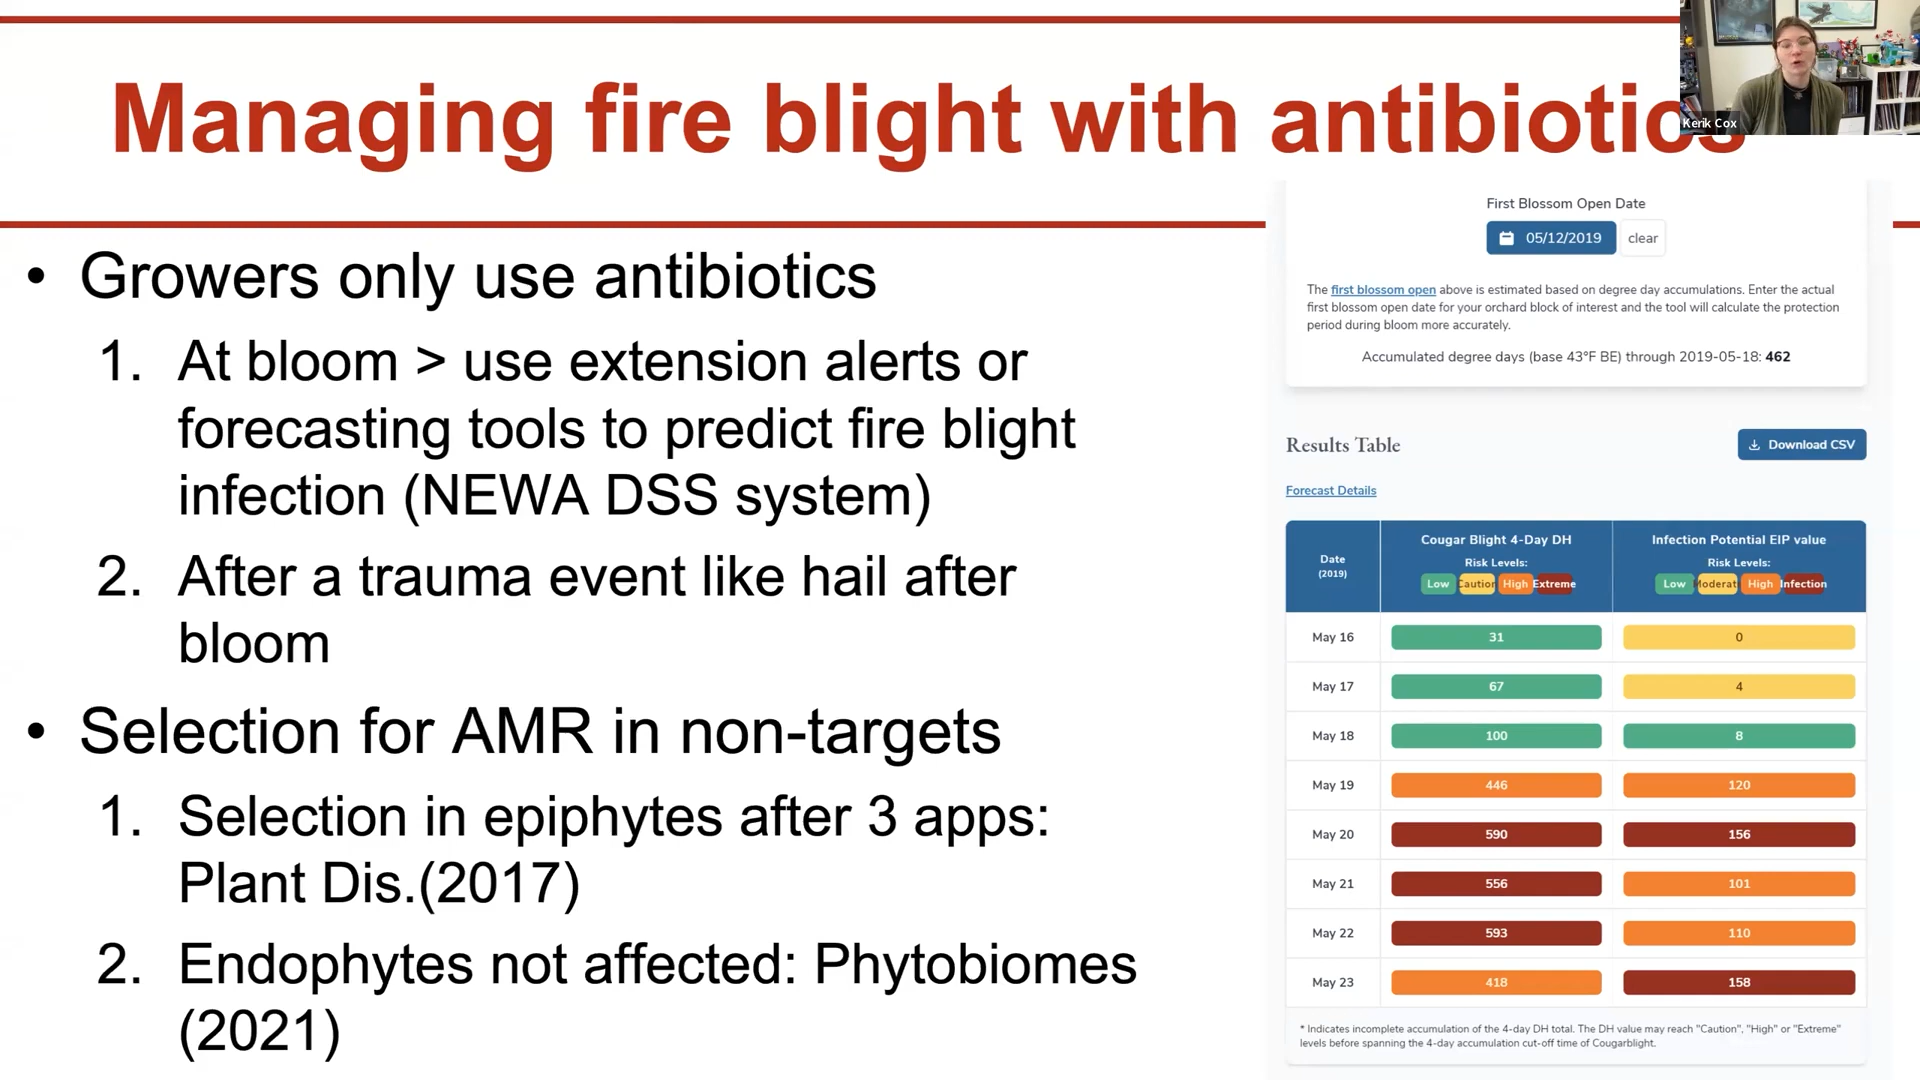 Managing fire blight with antibiotics
Kerik Cox
• Growers only use antibiotics
1. At bloom > use extension alerts or
forecasting tools to predict fire blight
infection (NEWA DSS system)
2. After a trauma event like hail after
bloom
• Selection for AMR in non-targets
1. Selection in epiphytes after 3 apps:
Plant Dis.(2017)
2. Endophytes not affected: Phytobiomes
(2021)
First Blossom Open Date
05/12/2019 clear
The first blossom open above is estimated based on degree day accumulations. Enter the actual
first blossom open date for your orchard block of interest and the tool will calculate the protection
period during bloom more accurately.
Accumulated degree days (base 43°F BE) through 2019-05-18: 462
Results Table
Download CSV
Forecast Details
Date (2019)
Cougar Blight 4-Day DH
Risk Levels:
Low Caution High Extreme
Infection Potential EIP value
Risk Levels:
Low Moderat High Infection
May 16 31 0
May 17 67 4
May 18 100 8
May 19 446 120
May 20 590 156
May 21 556 101
May 22 593 110
May 23 418 158
* Indicates incomplete accumulation of the 4-day DH total. The DH value may reach "Caution", "High" or "Extreme"
levels before spanning the 4-day accumulation cut-off time of Cougarblight.